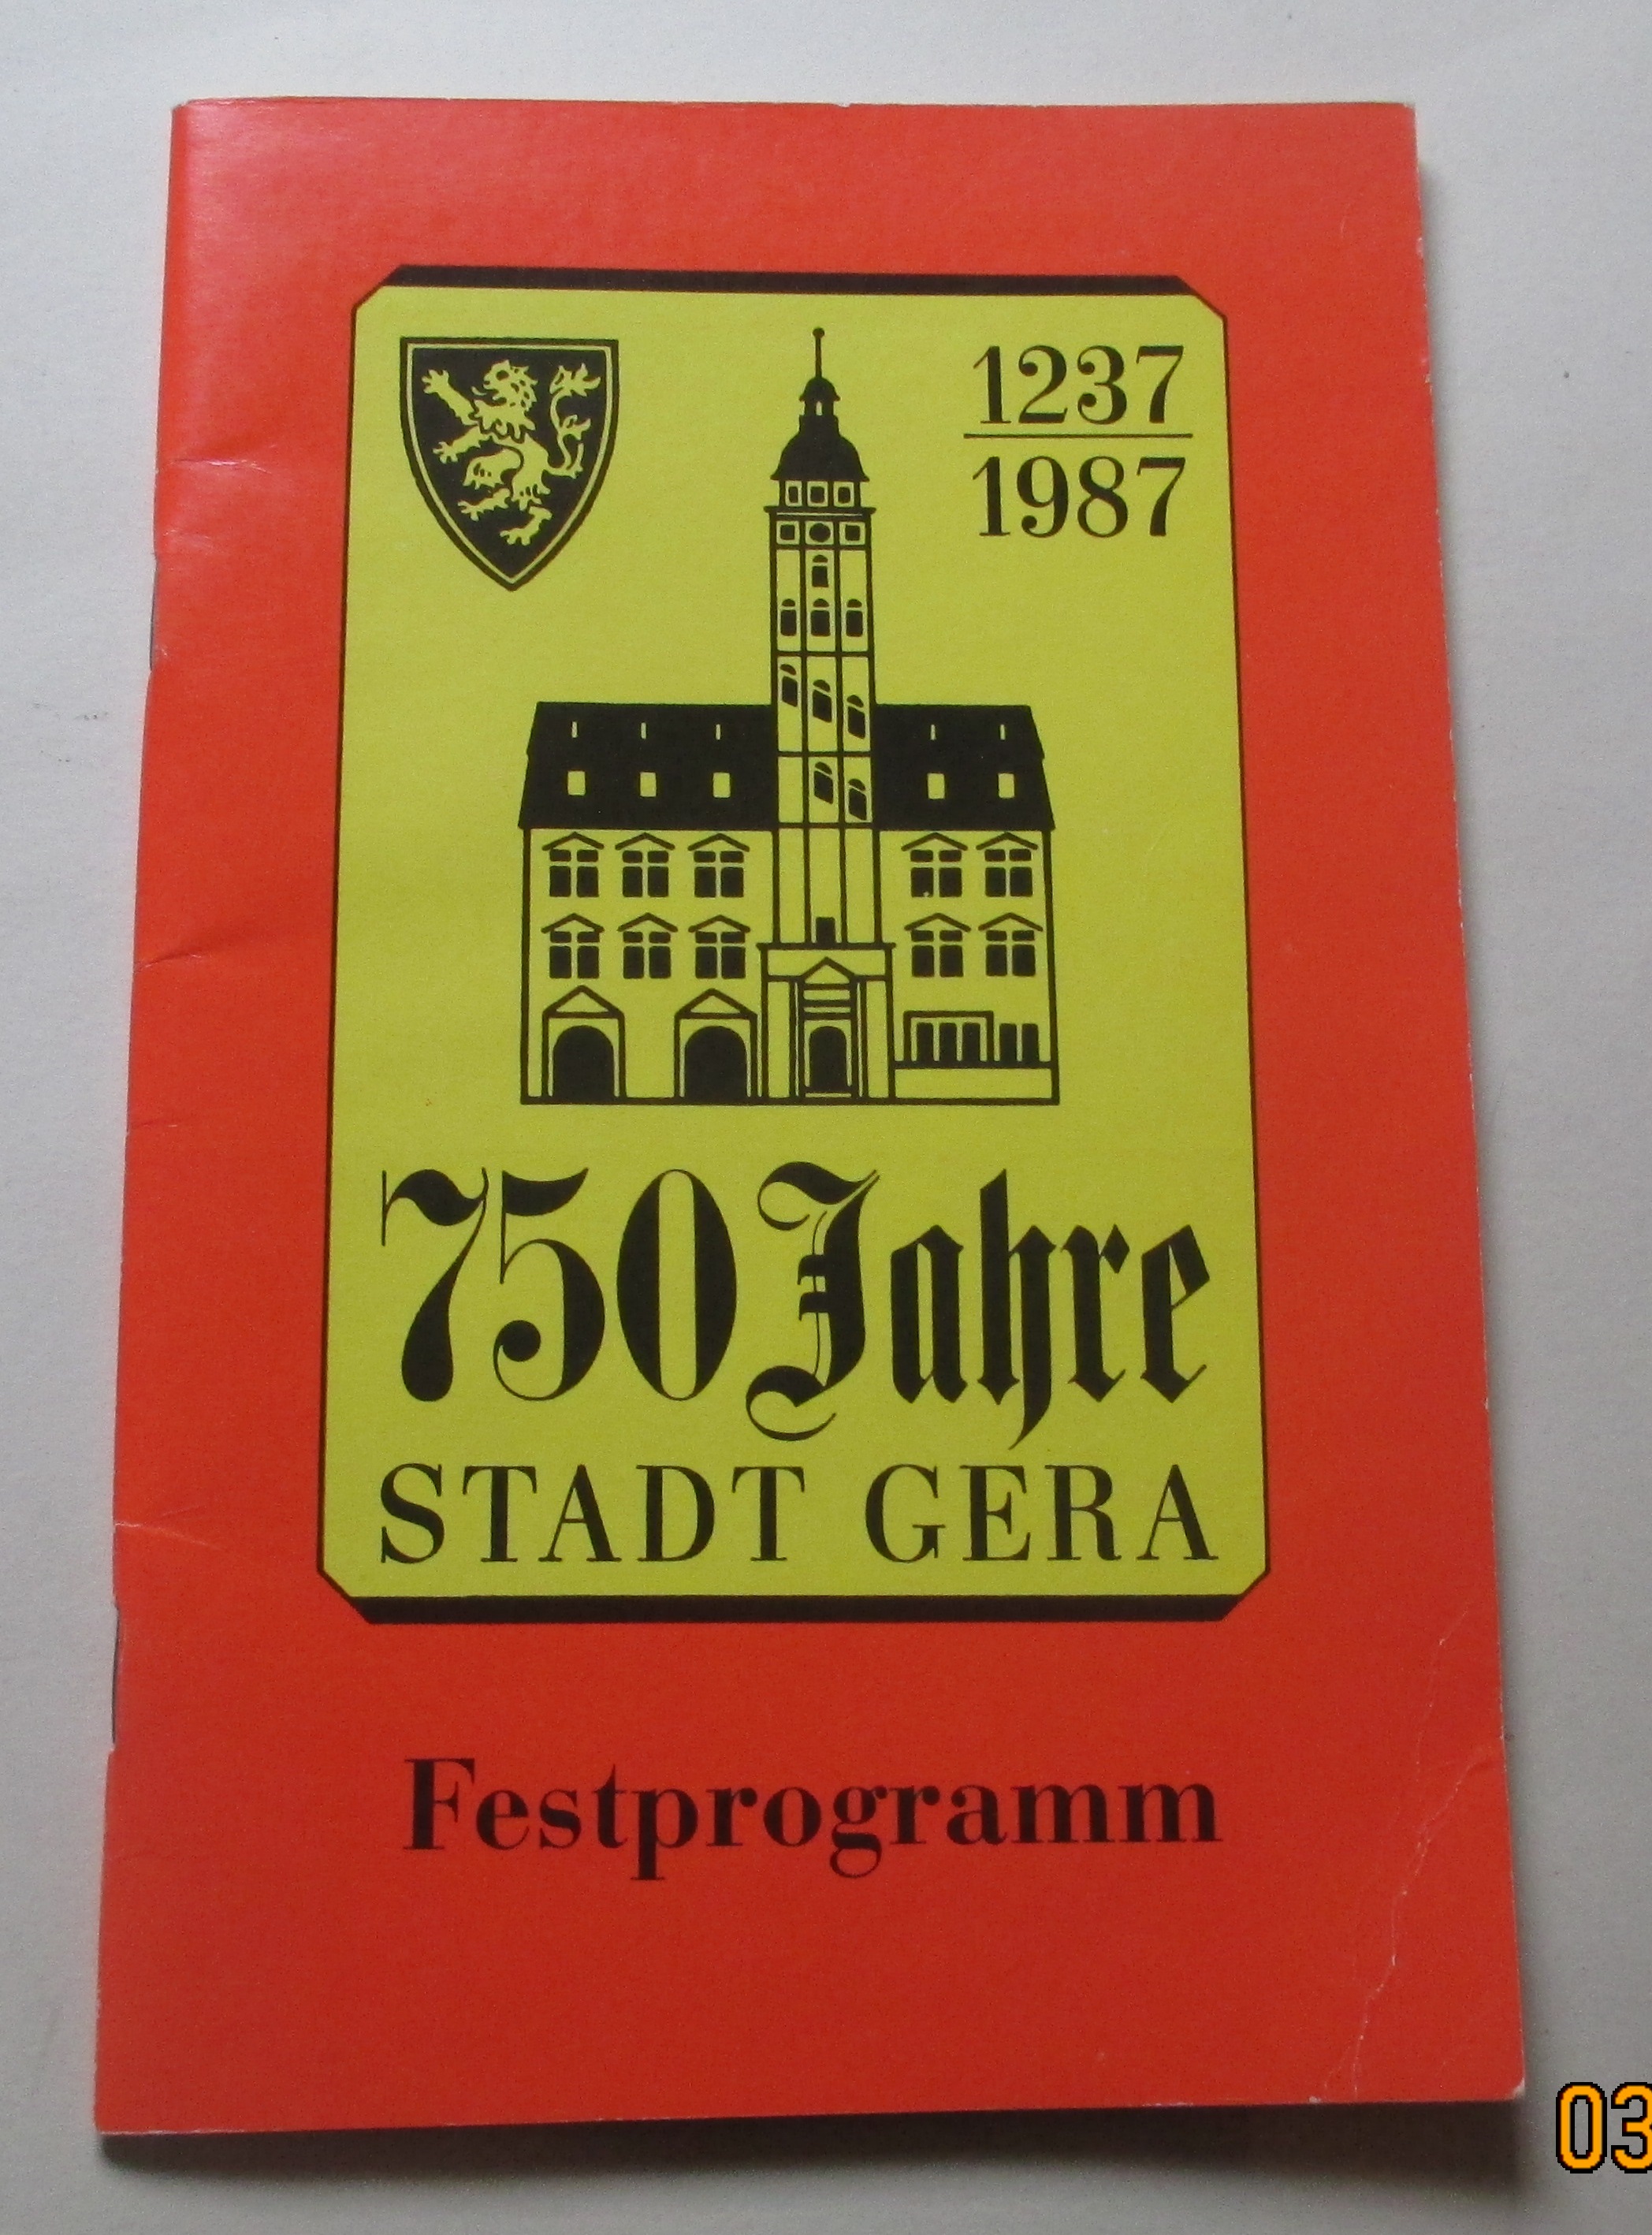 1237
1987
750 Jahre
STADT GERA
Festprogramm
03